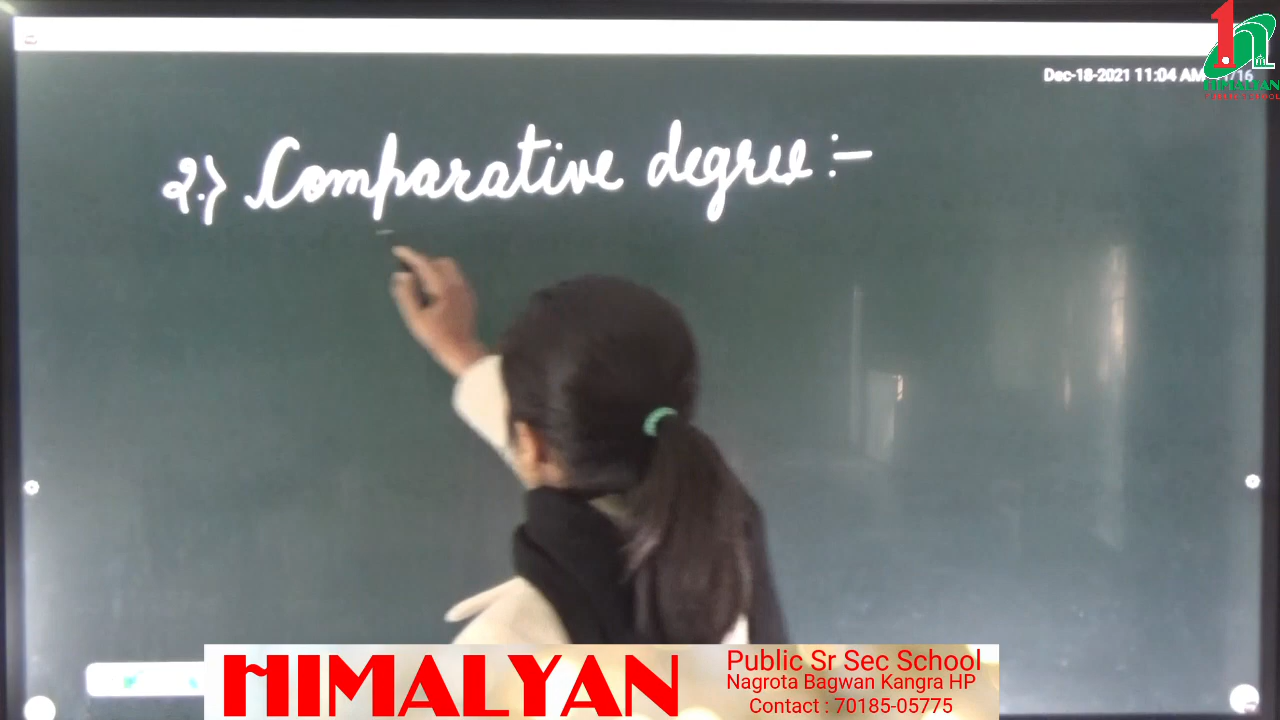 Dec-18-2021 11:04 AM
HIMALYAN
2.) Comparative degree :-
HIMALYAN
Public Sr Sec School
Nagrota Bagwan Kangra HP
Contact : 70185-05775